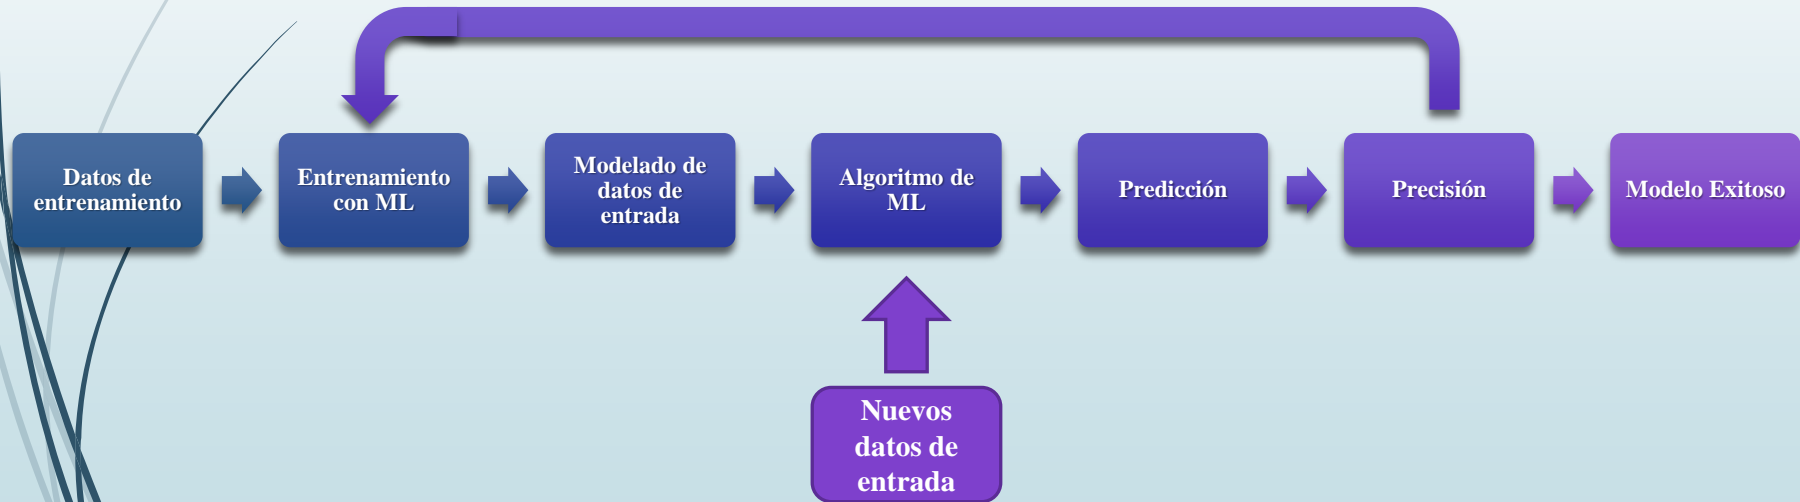 Datos de
entrenamiento
Entrenamiento
con ML
Modelado de
datos de
entrada
Algoritmo de
ML
Predicción
Precisión
Modelo Exitoso
Nuevos
datos de
entrada